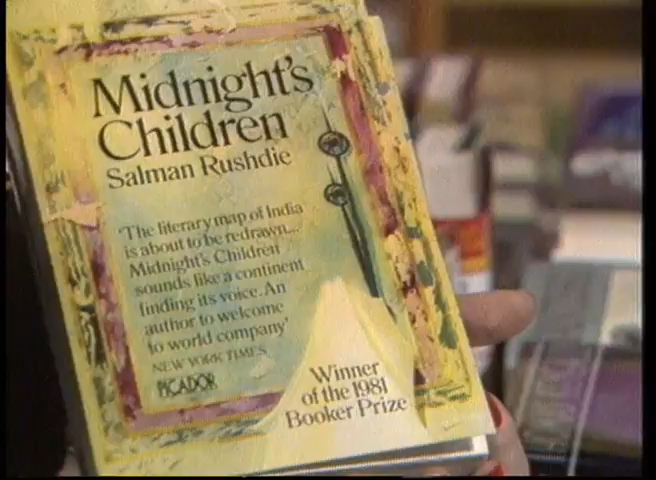 Midnight's
Children
Salman Rushdie
'The literary map of India
is about to be redrawn...
Midnight's Children
sounds like a continent
finding its voice. An
author to welcome
to world company'
NEW YORK TIMES
PICADOR
Winner
of the 1981
Booker Prize